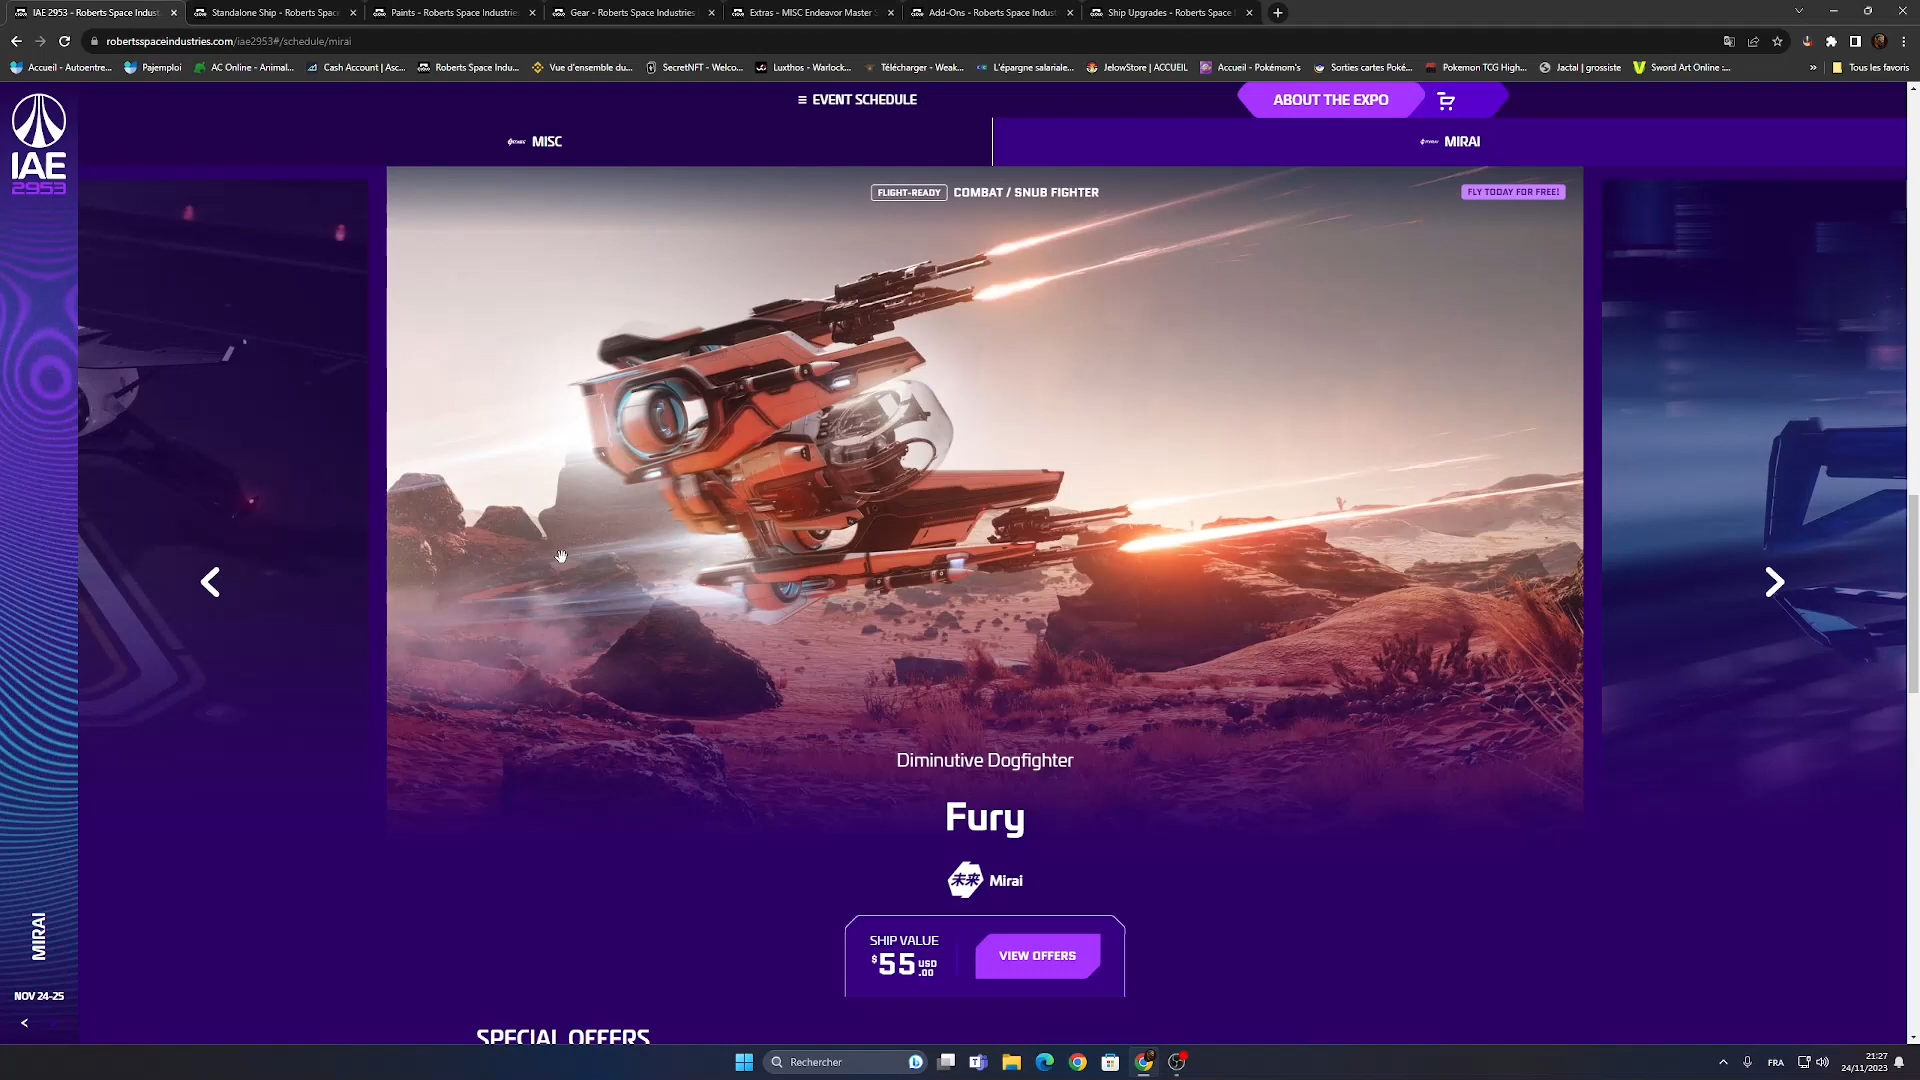 IAE 2953 - Roberts Space Indust
Standalone Ship - Roberts Space
Paints - Roberts Space Industrie
Gear - Roberts Space Industries
Extras - MISC Endeavor Master
Add-Ons - Roberts Space Indust
Ship Upgrades - Roberts Space
robertsspaceindustries.com/iae2953#/schedule/mirai
Accueil - Autoentre...
Pajemploi
AC Online - Animal...
Cash Account | Asc...
Roberts Space Indu...
Vue d'ensemble du...
SecretNFT - Welco...
Luxthos - Warlock...
Télécharger - Weak...
L'épargne salariale...
JelowStore | ACCUEIL
Accueil - Pokémom's
Sorties cartes Poké...
Pokemon TCG High...
Jactal | grossiste
Sword Art Online :...
»
Tous les favoris
EVENT SCHEDULE
ABOUT THE EXPO
IAE
2953
MISC
MIRAI
FLIGHT-READY COMBAT / SNUB FIGHTER
FLY TODAY FOR FREE!
Diminutive Dogfighter
Fury
未来 Mirai
SHIP VALUE
$55 USD .00
VIEW OFFERS
MIRAI
NOV 24-25
SPECIAL OFFERS
Rechercher
FRA
21:27
24/11/2023